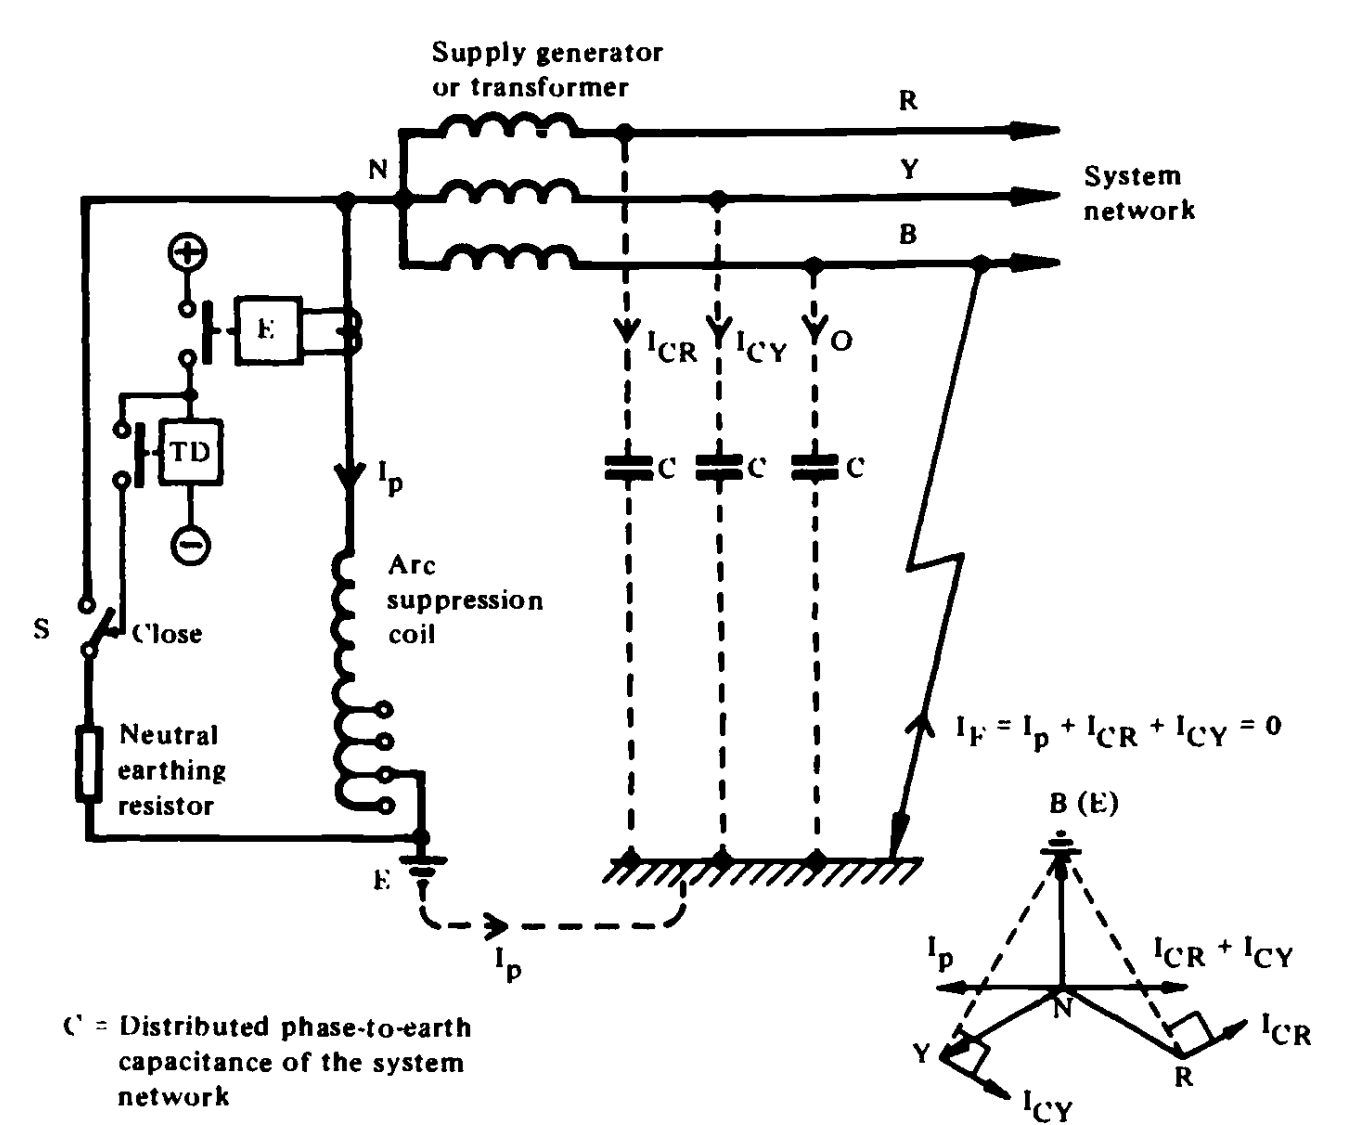 Supply generator
or transformer
R
N
Y
System
network
B
+
E
I_CR
I_CY
O
TD
I_p
C
C
C
−
Arc
suppression
coil
S
Close
Neutral
earthing
resistor
I_F = I_p + I_CR + I_CY = 0
B (E)
E
I_p
I_p
I_CR + I_CY
N
I_CR
Y
R
I_CY
C = Distributed phase-to-earth
capacitance of the system
network